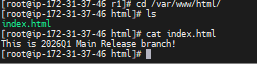 [root@ip-172-31-37-46 r1]# cd /var/www/html/
[root@ip-172-31-37-46 html]# ls
index.html
[root@ip-172-31-37-46 html]# cat index.html
This is 2026Q1 Main Release branch!
[root@ip-172-31-37-46 html]#